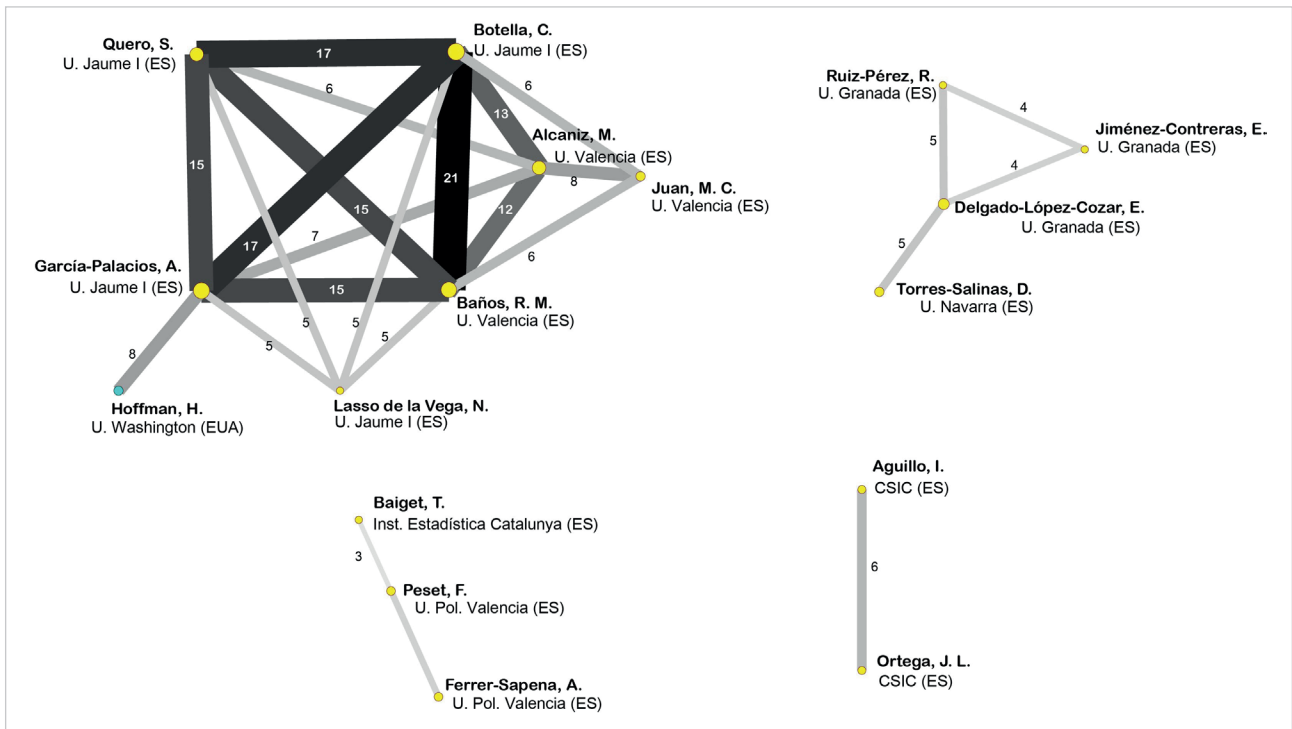 Quero, S.
U. Jaume I (ES)
Botella, C.
U. Jaume I (ES)
17
6
6
13
15
Alcaniz, M.
U. Valencia (ES)
8
Juan, M. C.
U. Valencia (ES)
21
15
12
17
7
6
García-Palacios, A.
U. Jaume I (ES)
15
Baños, R. M.
U. Valencia (ES)
5
5
5
5
8
Hoffman, H.
U. Washington (EUA)
Lasso de la Vega, N.
U. Jaume I (ES)
Ruiz-Pérez, R.
U. Granada (ES)
4
Jiménez-Contreras, E.
U. Granada (ES)
5
4
Delgado-López-Cozar, E.
U. Granada (ES)
5
Torres-Salinas, D.
U. Navarra (ES)
Baiget, T.
Inst. Estadística Catalunya (ES)
3
Peset, F.
U. Pol. Valencia (ES)
Ferrer-Sapena, A.
U. Pol. Valencia (ES)
Aguillo, I.
CSIC (ES)
6
Ortega, J. L.
CSIC (ES)